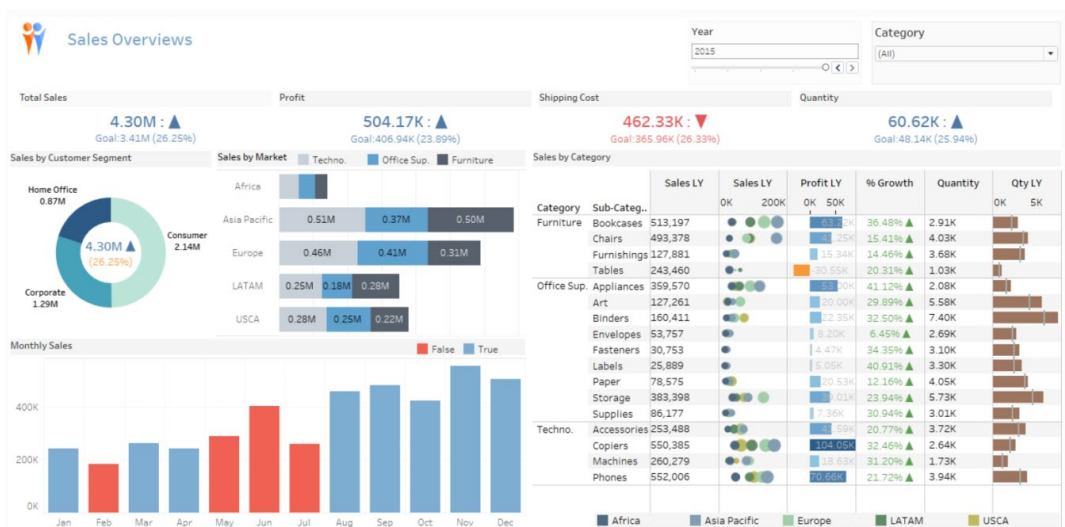 Sales Overviews
Year
2015
Category
(All)
Total Sales
Profit
Shipping Cost
Quantity
4.30M : ▲
Goal:3.41M (26.25%)
504.17K : ▲
Goal:406.94K (23.89%)
462.33K : ▼
Goal:365.96K (26.33%)
60.62K : ▲
Goal:48.14K (25.94%)
Sales by Customer Segment
Home Office
0.87M
Consumer
2.14M
4.30M ▲
(26.25%)
Corporate
1.29M
Sales by Market
Techno.
Office Sup.
Furniture
Africa
Asia Pacific 0.51M 0.37M 0.50M
Europe 0.46M 0.41M 0.31M
LATAM 0.25M 0.18M 0.28M
USCA 0.28M 0.25M 0.22M
Monthly Sales
False
True
400K
200K
0K
Jan Feb Mar Apr May Jun Jul Aug Sep Oct Nov Dec
Sales by Category
Sales LY Sales LY Profit LY % Growth Quantity Qty LY
0K 200K 0K 50K 0K 5K
Category Sub-Categ..
Furniture Bookcases 513,197 36.48% ▲ 2.91K
Chairs 493,378 15.41% ▲ 4.03K
Furnishings 127,881 15.34K 14.46% ▲ 3.68K
Tables 243,460 -30.55K 20.31% ▲ 1.03K
Office Sup. Appliances 359,570 41.12% ▲ 2.08K
Art 127,261 20.00K 29.89% ▲ 5.58K
Binders 160,411 22.35K 32.50% ▲ 7.40K
Envelopes 53,757 8.20K 6.45% ▲ 2.69K
Fasteners 30,753 4.47K 34.35% ▲ 3.10K
Labels 25,889 5.05K 40.91% ▲ 3.30K
Paper 78,575 20.53K 12.16% ▲ 4.05K
Storage 383,398 23.94% ▲ 5.73K
Supplies 86,177 7.36K 30.94% ▲ 3.01K
Techno. Accessories 253,488 20.77% ▲ 3.72K
Copiers 550,385 104.05K 32.46% ▲ 2.64K
Machines 260,279 18.63K 31.20% ▲ 1.73K
Phones 552,006 70.66K 21.72% ▲ 3.94K
Africa
Asia Pacific
Europe
LATAM
USCA